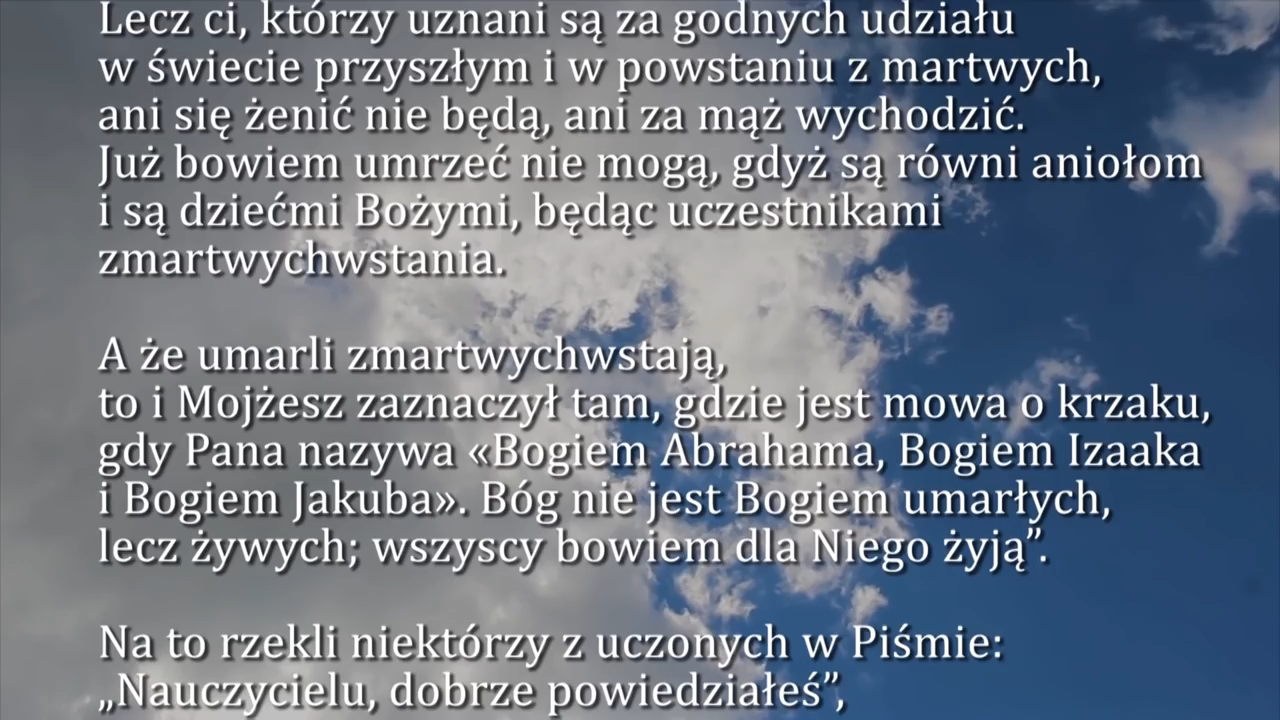 Lecz ci, którzy uznani są za godnych udziału
w świecie przyszłym i w powstaniu z martwych,
ani się żenić nie będą, ani za mąż wychodzić.
Już bowiem umrzeć nie mogą, gdyż są równi aniołom
i są dziećmi Bożymi, będąc uczestnikami
zmartwychwstania.
A że umarli zmartwychwstają,
to i Mojżesz zaznaczył tam, gdzie jest mowa o krzaku,
gdy Pana nazywa «Bogiem Abrahama, Bogiem Izaaka
i Bogiem Jakuba». Bóg nie jest Bogiem umarłych,
lecz żywych; wszyscy bowiem dla Niego żyją”.
Na to rzekli niektórzy z uczonych w Piśmie:
„Nauczycielu, dobrze powiedziałeś”,